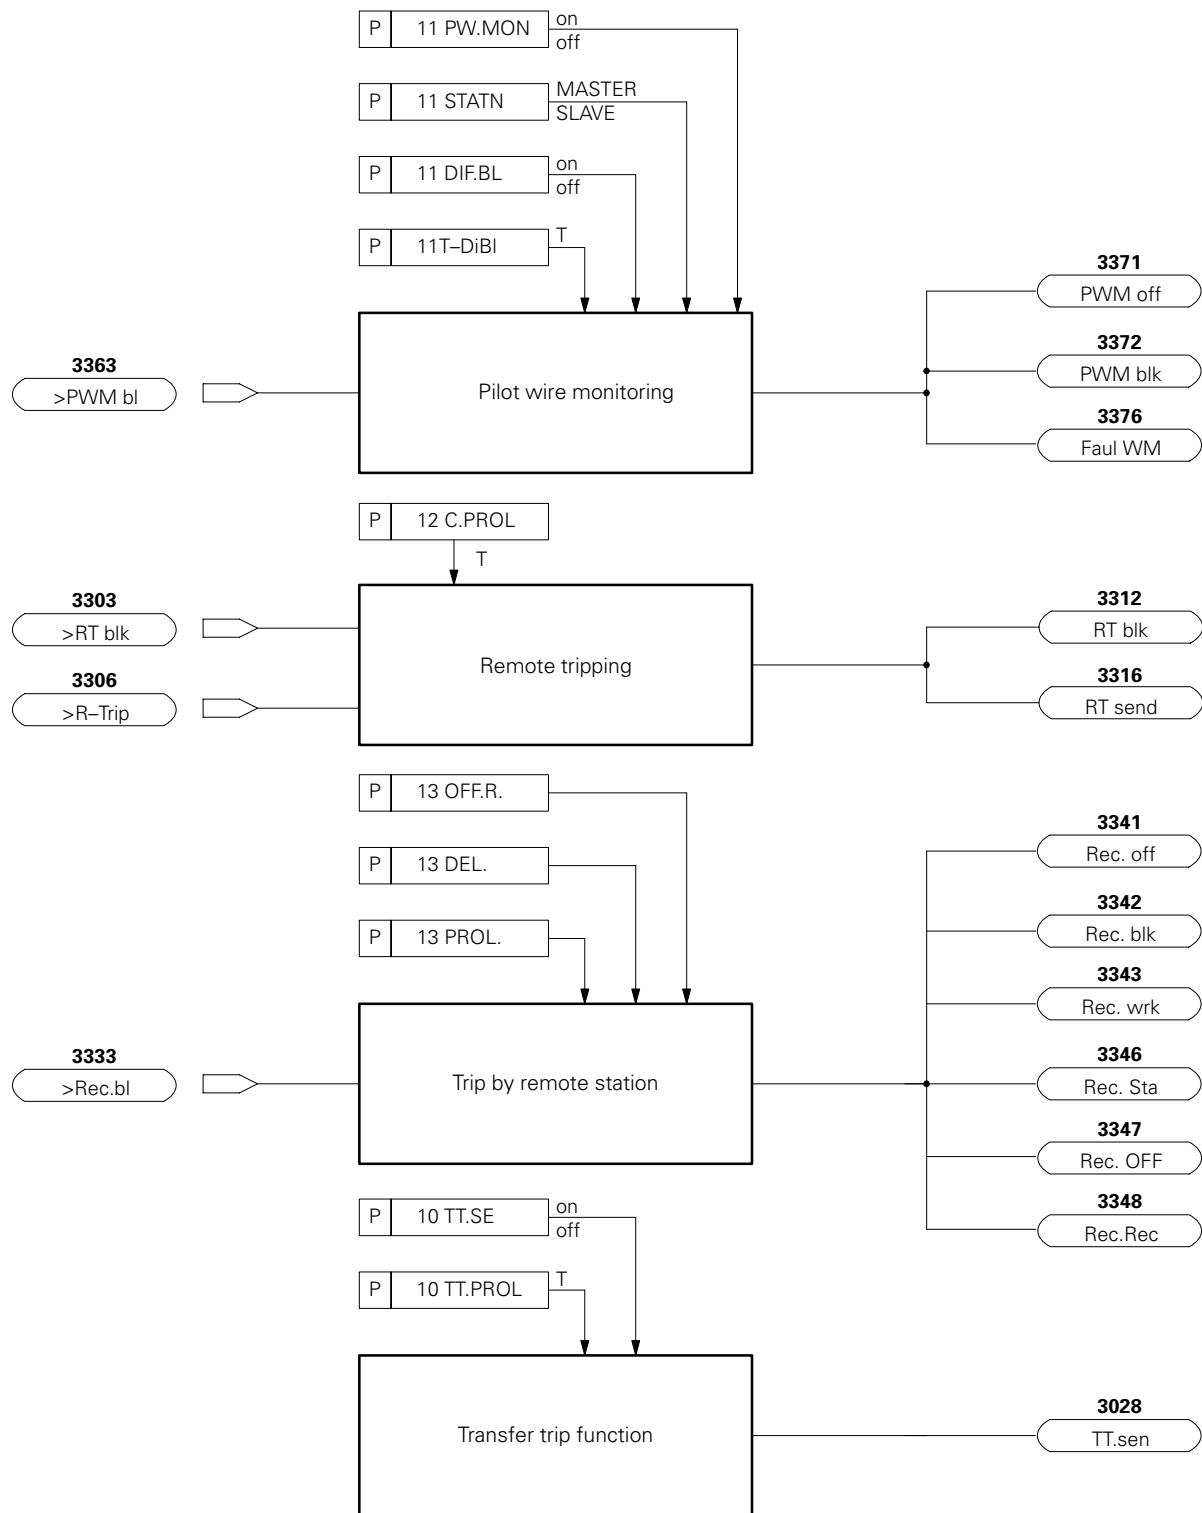 P 11 PW.MON on
off
P 11 STATN MASTER
SLAVE
P 11 DIF.BL on
off
P 11T–DiBl T
3371
PWM off
3363
>PWM bl
Pilot wire monitoring
3372
PWM blk
3376
Faul WM
P 12 C.PROL
T
3303
>RT blk
3306
>R–Trip
Remote tripping
3312
RT blk
3316
RT send
P 13 OFF.R.
P 13 DEL.
P 13 PROL.
3341
Rec. off
3342
Rec. blk
3343
Rec. wrk
3333
>Rec.bl
Trip by remote station
3346
Rec. Sta
3347
Rec. OFF
3348
Rec.Rec
P 10 TT.SE on
off
P 10 TT.PROL T
Transfer trip function
3028
TT.sen